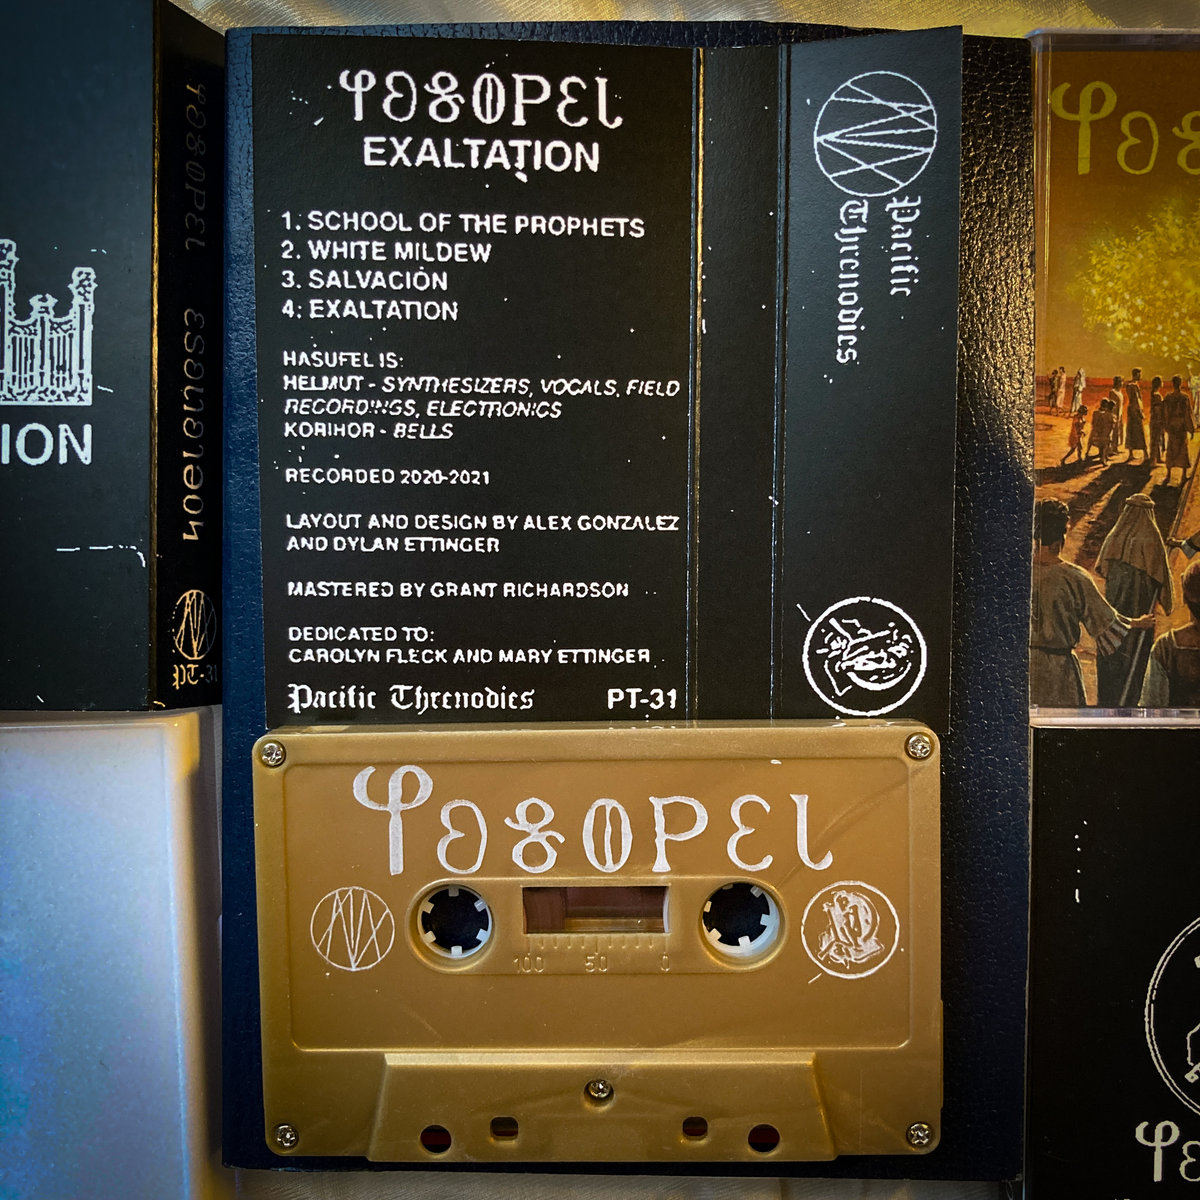 EXALTATION
1. SCHOOL OF THE PROPHETS
2. WHITE MILDEW
3. SALVACIÓN
4: EXALTATION
HASUFEL IS:
HELMUT - SYNTHESIZERS, VOCALS, FIELD
RECORDINGS, ELECTRONICS
KORIHOR - BELLS
RECORDED 2020-2021
LAYOUT AND DESIGN BY ALEX GONZALEZ
AND DYLAN ETTINGER
MASTERED BY GRANT RICHARDSON
DEDICATED TO:
CAROLYN FLECK AND MARY ETTINGER
Pacific Threnodies PT-31
Pacific
Threnodies
ION
PT-31
100 50 0